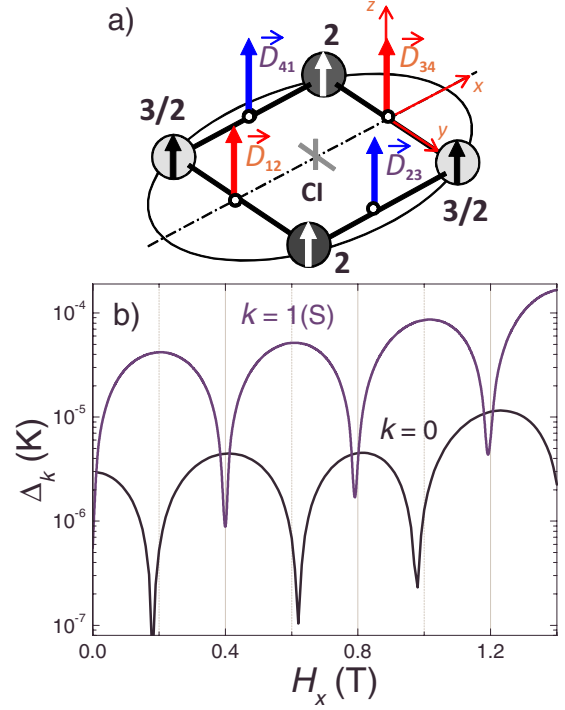 a)
z
2
D₄₁
D₃₄
x
3/2
y
D₁₂
D₂₃
CI
3/2
2
b)
k = 1(S)
k = 0
Δₖ (K)
10⁻⁴
10⁻⁵
10⁻⁶
10⁻⁷
0.0 0.4 0.8 1.2
Hₓ (T)